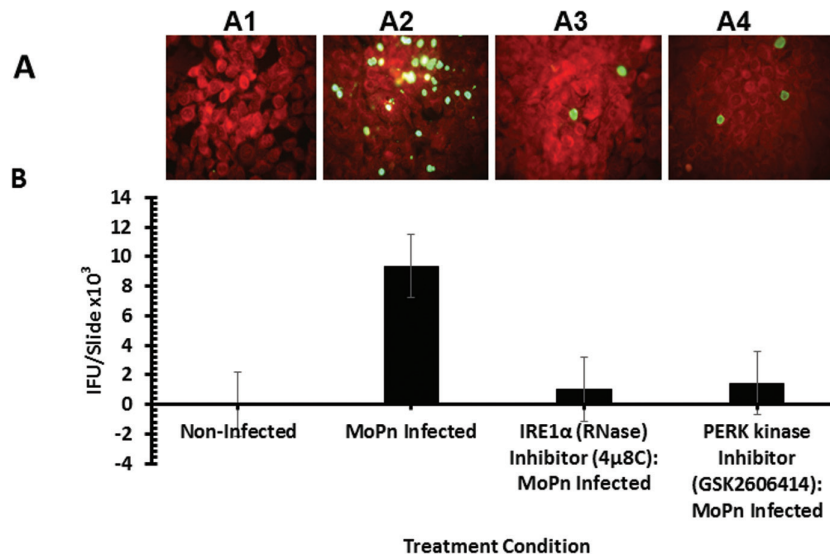 A1 A2 A3 A4
A
B
IFU/Slide x10³
14
12
10
8
6
4
2
0
-2
-4
Non-Infected
MoPn Infected
IRE1α (RNase)
Inhibitor (4μ8C):
MoPn Infected
PERK kinase
Inhibitor
(GSK2606414):
MoPn Infected
Treatment Condition